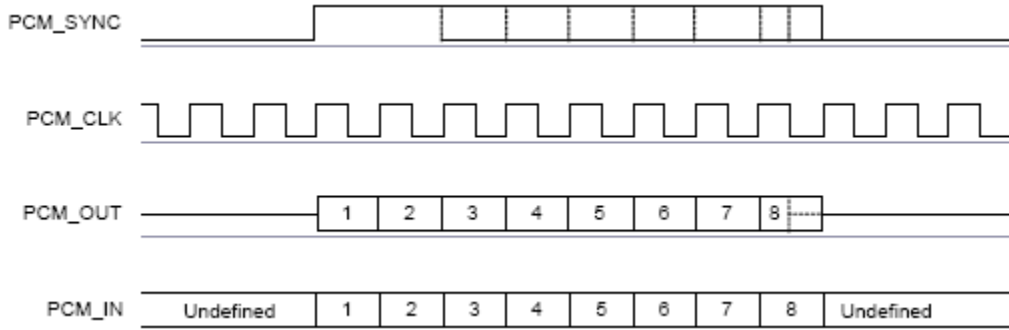 PCM_SYNC
PCM_CLK
PCM_OUT 1 2 3 4 5 6 7 8
PCM_IN Undefined 1 2 3 4 5 6 7 8 Undefined